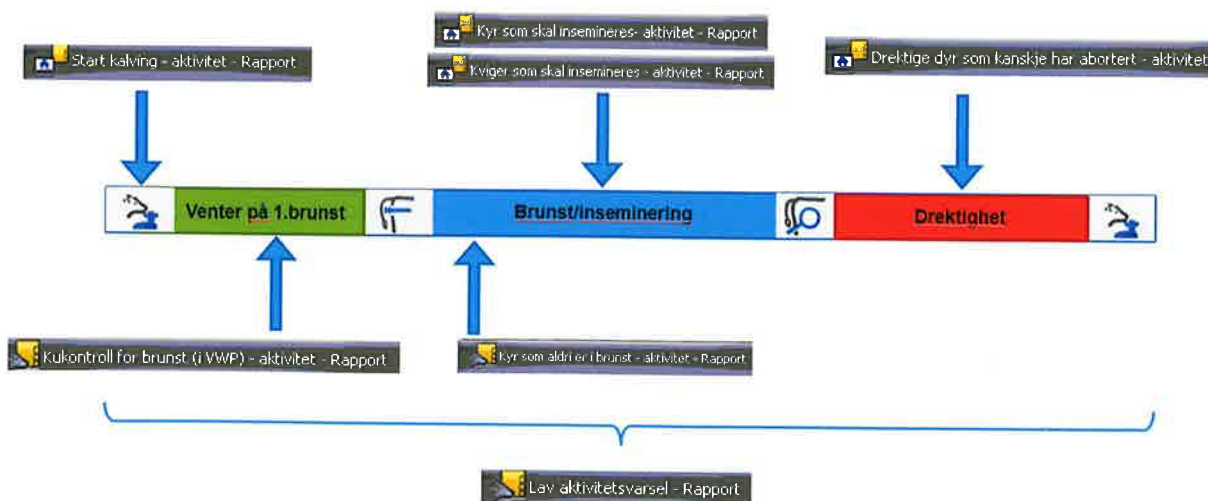 Kyr som skal insemineres- aktivitet - Rapport
Start kalving - aktivitet - Rapport
Kviger som skal insemineres - aktivitet - Rapport
Drektige dyr som kanskje har abortert - aktivitet
Venter på 1.brunst
Brunst/inseminering
Drektighet
Kukontroll for brunst (i VWP) - aktivitet - Rapport
Kyr som aldri er i brunst - aktivitet - Rapport
Lav aktivitetsvarsel - Rapport